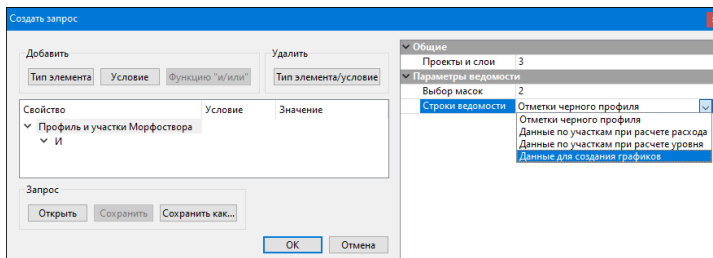 Создать запрос
Добавить
Удалить
Тип элемента
Условие
Функцию "и/или"
Тип элемента/условие
Свойство
Условие
Значение
Профиль и участки Морфоствора
И
Запрос
Открыть
Сохранить
Сохранить как...
ОК
Отмена
Общие
Проекты и слои 3
Параметры ведомости
Выбор масок 2
Строки ведомости Отметки черного профиля
Отметки черного профиля
Данные по участкам при расчете расхода
Данные по участкам при расчете уровня
Данные для создания графиков